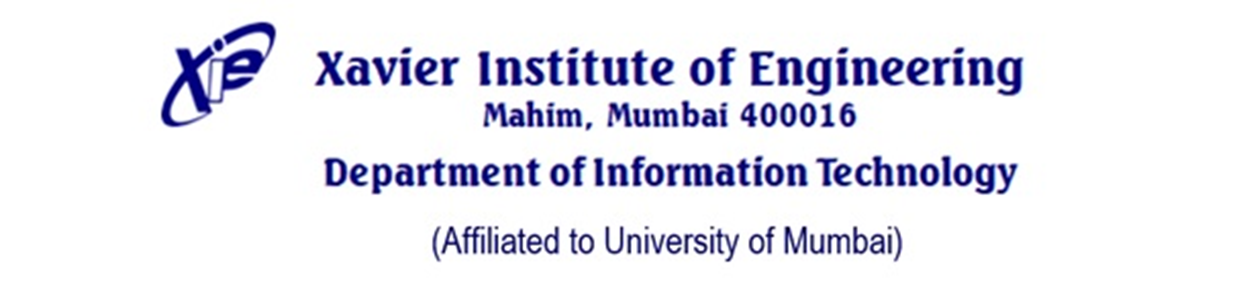 XIE
Xavier Institute of Engineering
Mahim, Mumbai 400016
Department of Information Technology
(Affiliated to University of Mumbai)